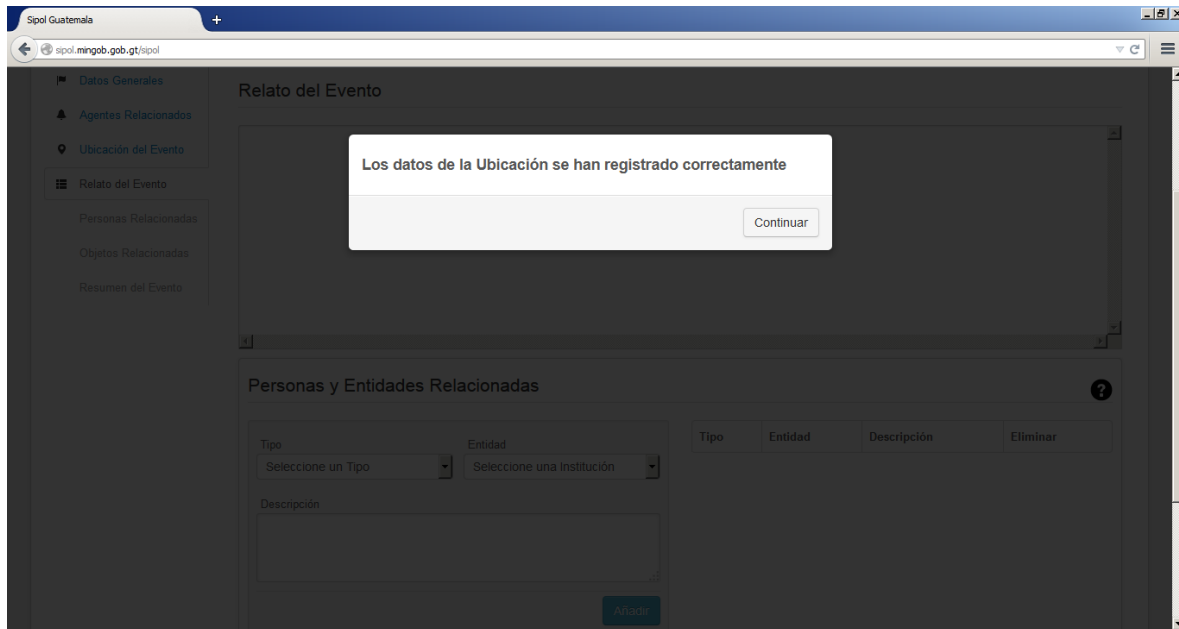 Sipol Guatemala
sipol.mingob.gob.gt/sipol
Datos Generales
Agentes Relacionados
Ubicación del Evento
Relato del Evento
Personas Relacionadas
Objetos Relacionadas
Resumen del Evento
Relato del Evento
Los datos de la Ubicación se han registrado correctamente
Continuar
Personas y Entidades Relacionadas
?
Tipo
Entidad
Seleccione un Tipo
Seleccione una Institución
Descripción
Añadir
Tipo Entidad Descripción Eliminar